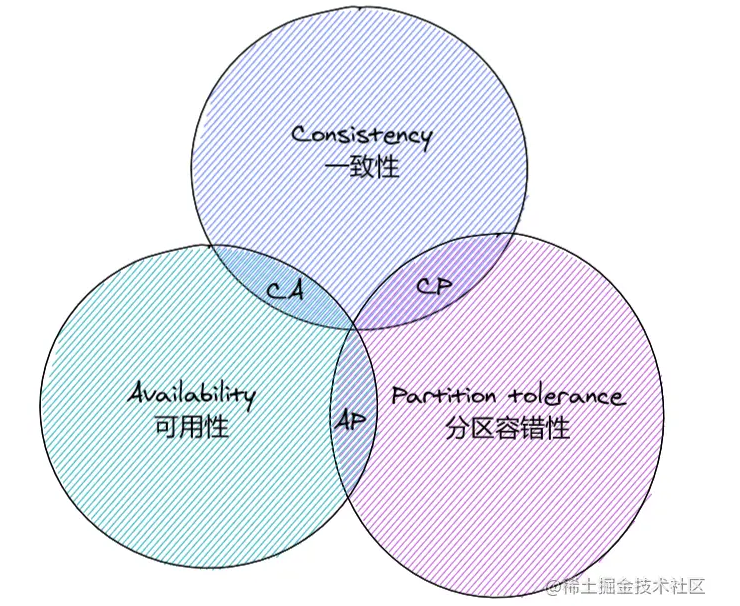 Consistency
一致性
CA
CP
Availability
可用性
AP
Partition tolerance
分区容错性
@稀土掘金技术社区